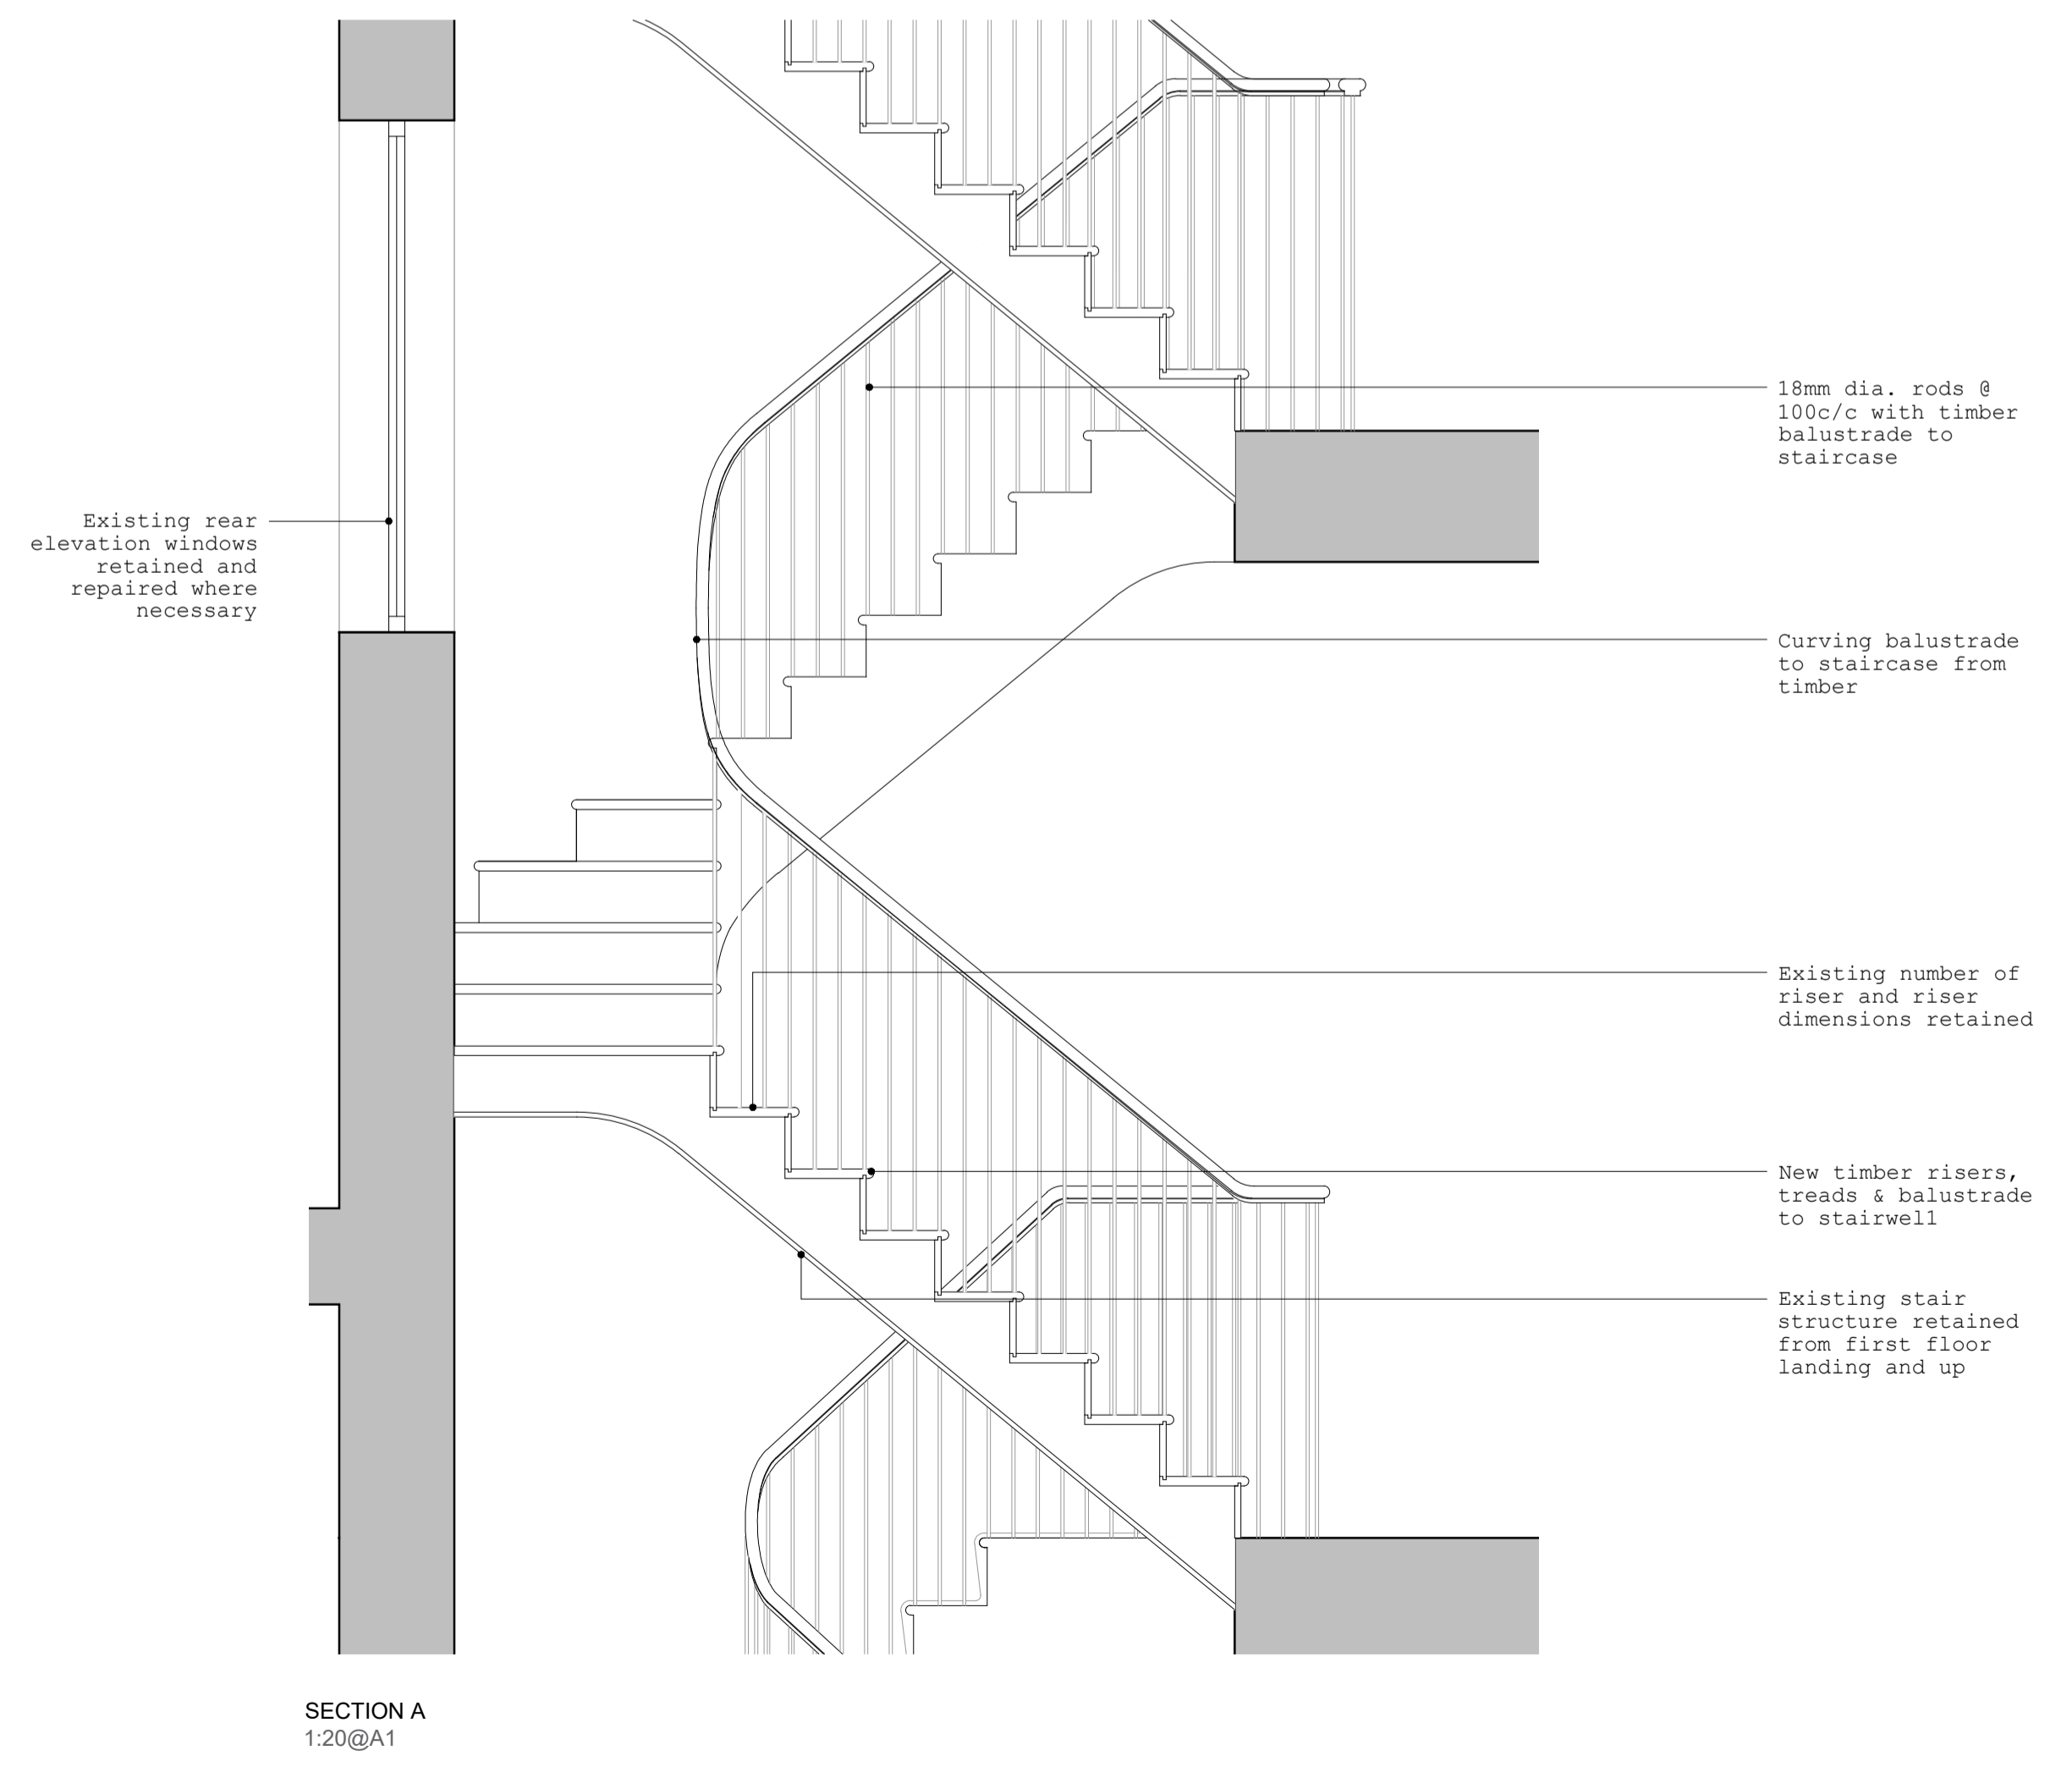 18mm dia. rods @
100c/c with timber
balustrade to
staircase
Existing rear
elevation windows
retained and
repaired where
necessary
Curving balustrade
to staircase from
timber
Existing number of
riser and riser
dimensions retained
New timber risers,
treads & balustrade
to stairwel1
Existing stair
structure retained
from first floor
landing and up
SECTION A
1:20@A1